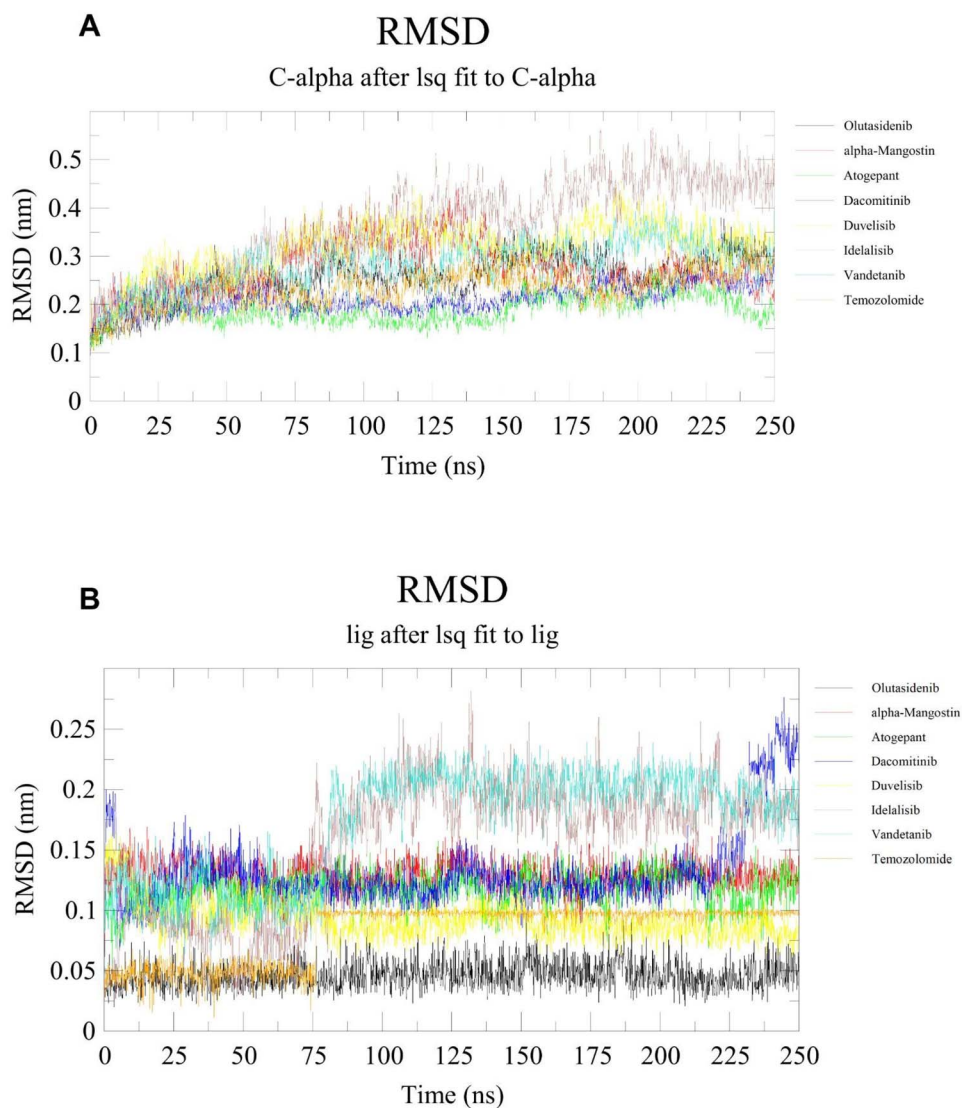 A
RMSD
C-alpha after lsq fit to C-alpha
RMSD (nm)
0.5
0.4
0.3
0.2
0.1
0
0 25 50 75 100 125 150 175 200 225 250
Time (ns)
Olutasidenib
alpha-Mangostin
Atogepant
Dacomitinib
Duvelisib
Idelalisib
Vandetanib
Temozolomide
B
RMSD
lig after lsq fit to lig
RMSD (nm)
0.25
0.2
0.15
0.1
0.05
0
0 25 50 75 100 125 150 175 200 225 250
Time (ns)
Olutasidenib
alpha-Mangostin
Atogepant
Dacomitinib
Duvelisib
Idelalisib
Vandetanib
Temozolomide